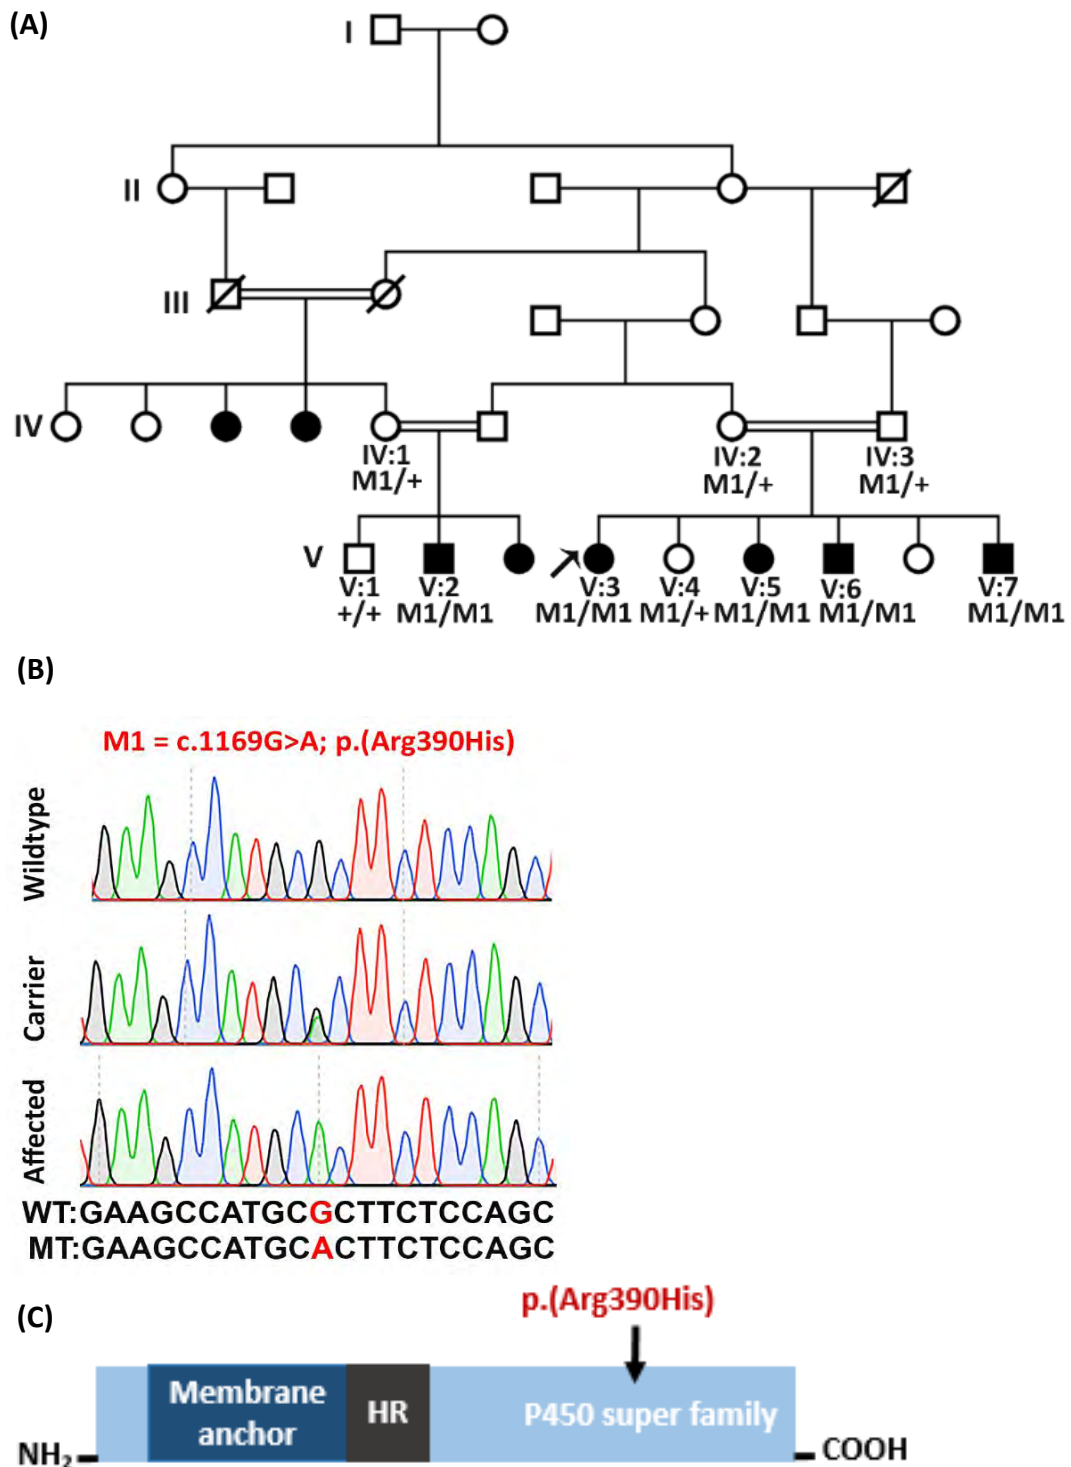 (A)
I
II
III
IV
IV:1 IV:2 IV:3
M1/+ M1/+ M1/+
V
V:1 V:2 V:3 V:4 V:5 V:6 V:7
+/+ M1/M1 M1/M1 M1/+ M1/M1 M1/M1 M1/M1
(B)
M1 = c.1169G>A; p.(Arg390His)
Wildtype
Carrier
Affected
WT:GAAGCCATGCGCTTCTCCAGC
MT:GAAGCCATGCACTTCTCCAGC
(C)
p.(Arg390His)
Membrane
anchor
HR
P450 super family
NH₂
COOH